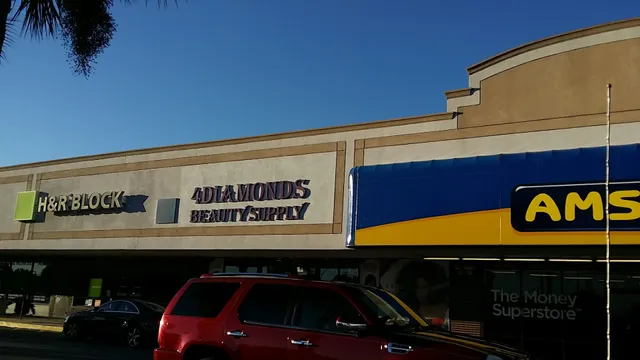 H&R BLOCK
4DIAMONDS
BEAUTY SUPPLY
AMS
The Money
Superstore